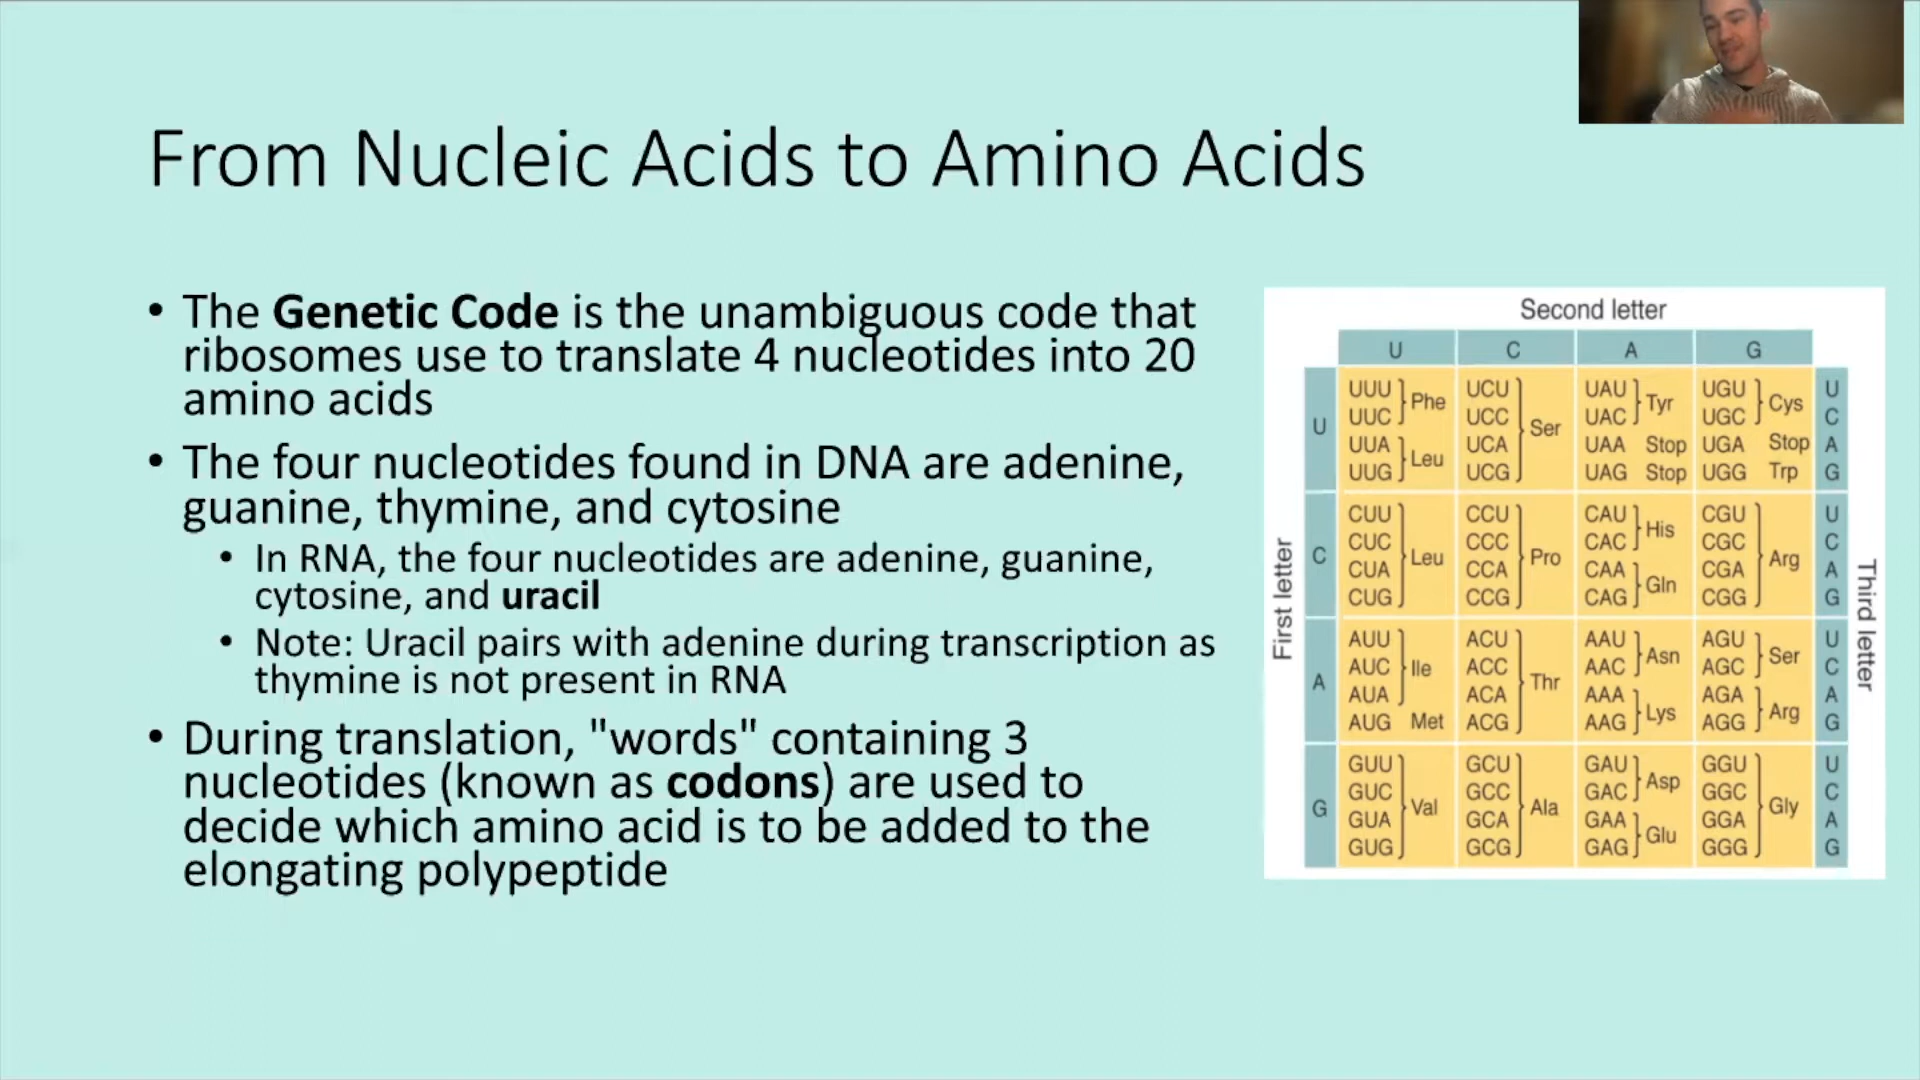 From Nucleic Acids to Amino Acids
• The Genetic Code is the unambiguous code that
ribosomes use to translate 4 nucleotides into 20
amino acids
• The four nucleotides found in DNA are adenine,
guanine, thymine, and cytosine
• In RNA, the four nucleotides are adenine, guanine,
cytosine, and uracil
• Note: Uracil pairs with adenine during transcription as
thymine is not present in RNA
• During translation, "words" containing 3
nucleotides (known as codons) are used to
decide which amino acid is to be added to the
elongating polypeptide
Second letter
U C A G
First letter
U
UUU UUC Phe
UUA UUG Leu
UCU UCC UCA UCG Ser
UAU UAC Tyr
UAA Stop
UAG Stop
UGU UGC Cys
UGA Stop
UGG Trp
U C A G
C
CUU CUC CUA CUG Leu
CCU CCC CCA CCG Pro
CAU CAC His
CAA CAG Gln
CGU CGC CGA CGG Arg
U C A G
A
AUU AUC AUA Ile
AUG Met
ACU ACC ACA ACG Thr
AAU AAC Asn
AAA AAG Lys
AGU AGC Ser
AGA AGG Arg
U C A G
G
GUU GUC GUA GUG Val
GCU GCC GCA GCG Ala
GAU GAC Asp
GAA GAG Glu
GGU GGC GGA GGG Gly
U C A G
Third letter